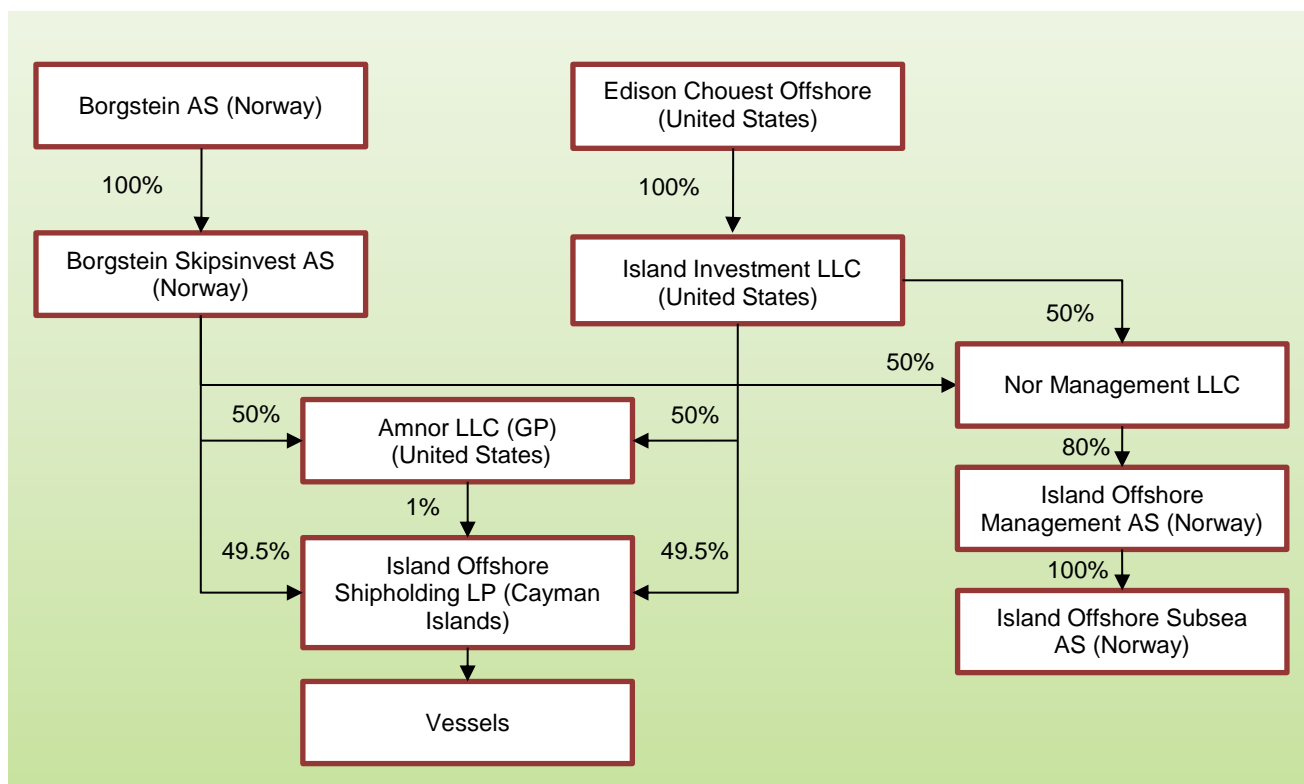 Borgstein AS (Norway)
Edison Chouest Offshore
(United States)
100%
100%
Borgstein Skipsinvest AS
(Norway)
Island Investment LLC
(United States)
50%
50%
Nor Management LLC
50%
Amnor LLC (GP)
(United States)
50%
80%
1%
Island Offshore
Management AS (Norway)
49.5%
Island Offshore
Shipholding LP (Cayman
Islands)
49.5%
100%
Island Offshore Subsea
AS (Norway)
Vessels